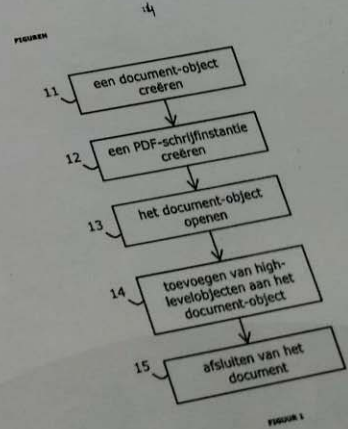 FIGUREN
11
een document-object
creëren
12
een PDF-schrijfinstantie
creëren
13
het document-object
openen
14
toevoegen van high-
levelobjecten aan het
document-object
15
afsluiten van het
document
FIGUUR 1